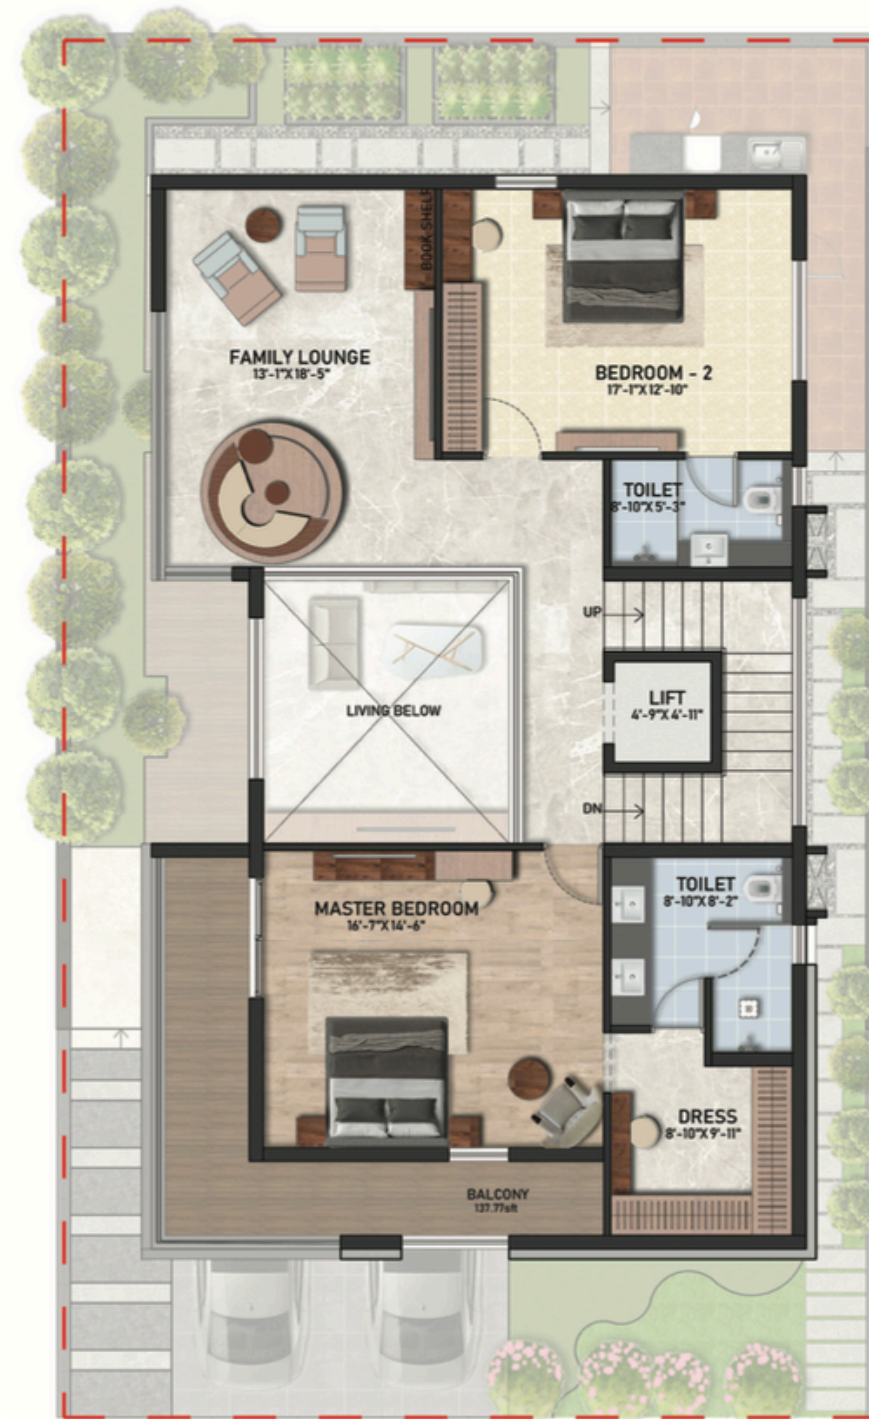 BOOK SHELF
FAMILY LOUNGE
13'-1"X18'-5"
BEDROOM - 2
17'-1"X12'-10"
TOILET
8'-10"X5'-3"
UP
LIFT
4'-9"X4'-11"
LIVING BELOW
DN
TOILET
8'-10"X8'-2"
MASTER BEDROOM
16'-7"X14'-6"
DRESS
8'-10"X9'-11"
BALCONY
137.77sft